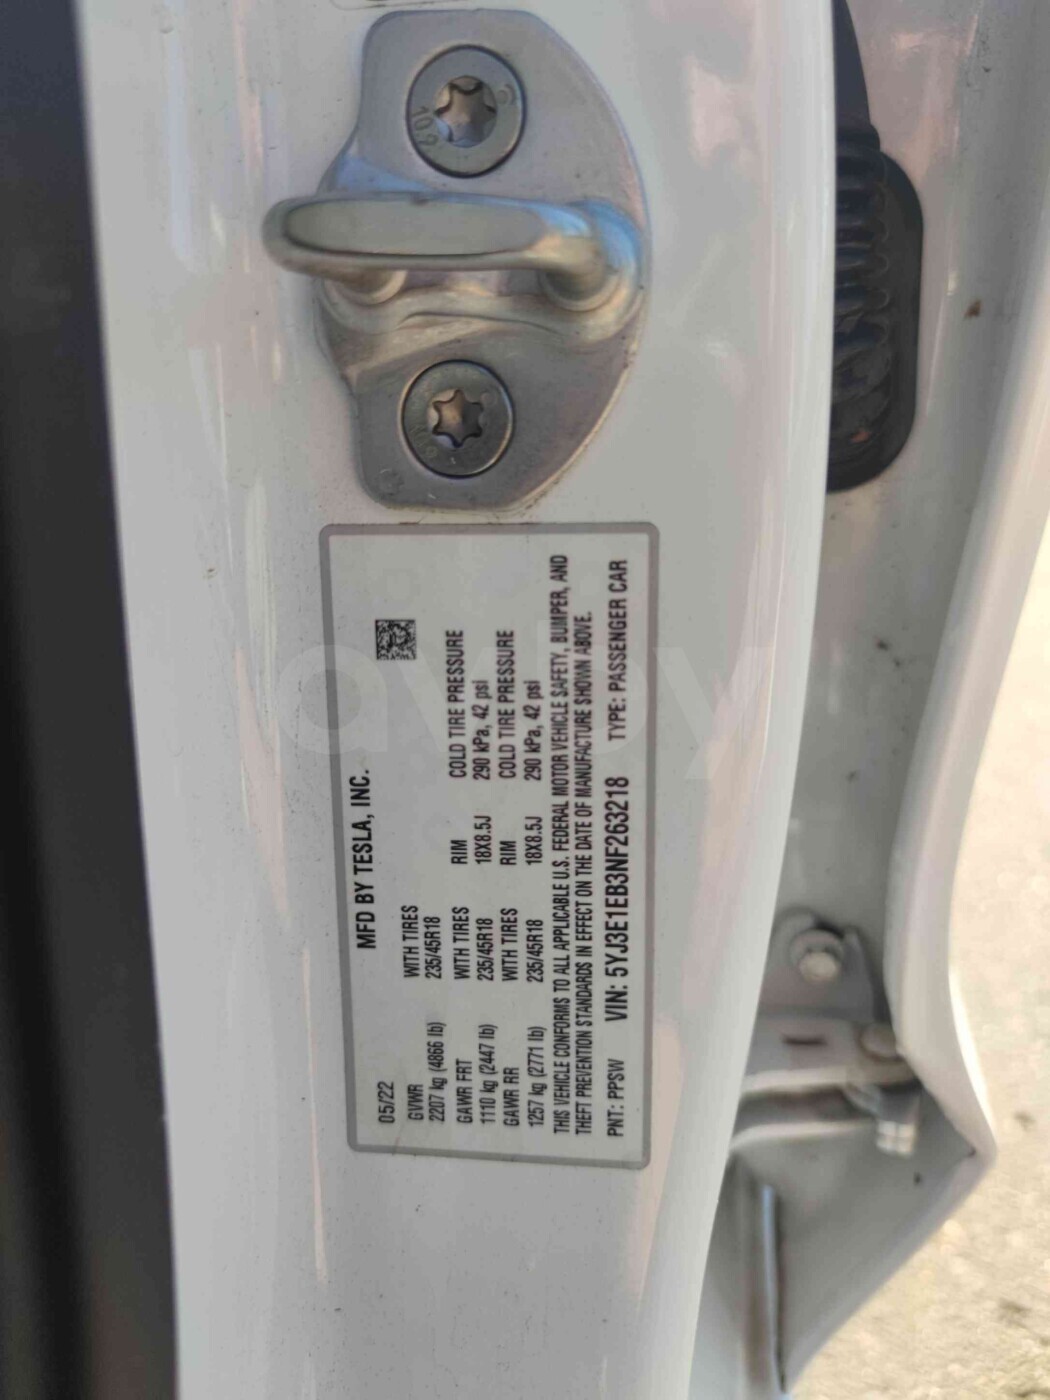 10.9
MFD BY TESLA, INC.
05/22
GVWR WITH TIRES
2207 kg (4866 lb) 235/45R18
GAWR FRT WITH TIRES RIM COLD TIRE PRESSURE
1110 kg (2447 lb) 235/45R18 18X8.5J 290 kPa, 42 psi
GAWR RR WITH TIRES RIM COLD TIRE PRESSURE
1257 kg (2771 lb) 235/45R18 18X8.5J 290 kPa, 42 psi
THIS VEHICLE CONFORMS TO ALL APPLICABLE U.S. FEDERAL MOTOR VEHICLE SAFETY, BUMPER, AND
THEFT PREVENTION STANDARDS IN EFFECT ON THE DATE OF MANUFACTURE SHOWN ABOVE.
PNT: PPSW VIN: 5YJ3E1EB3NF263218 TYPE: PASSENGER CAR
av.by